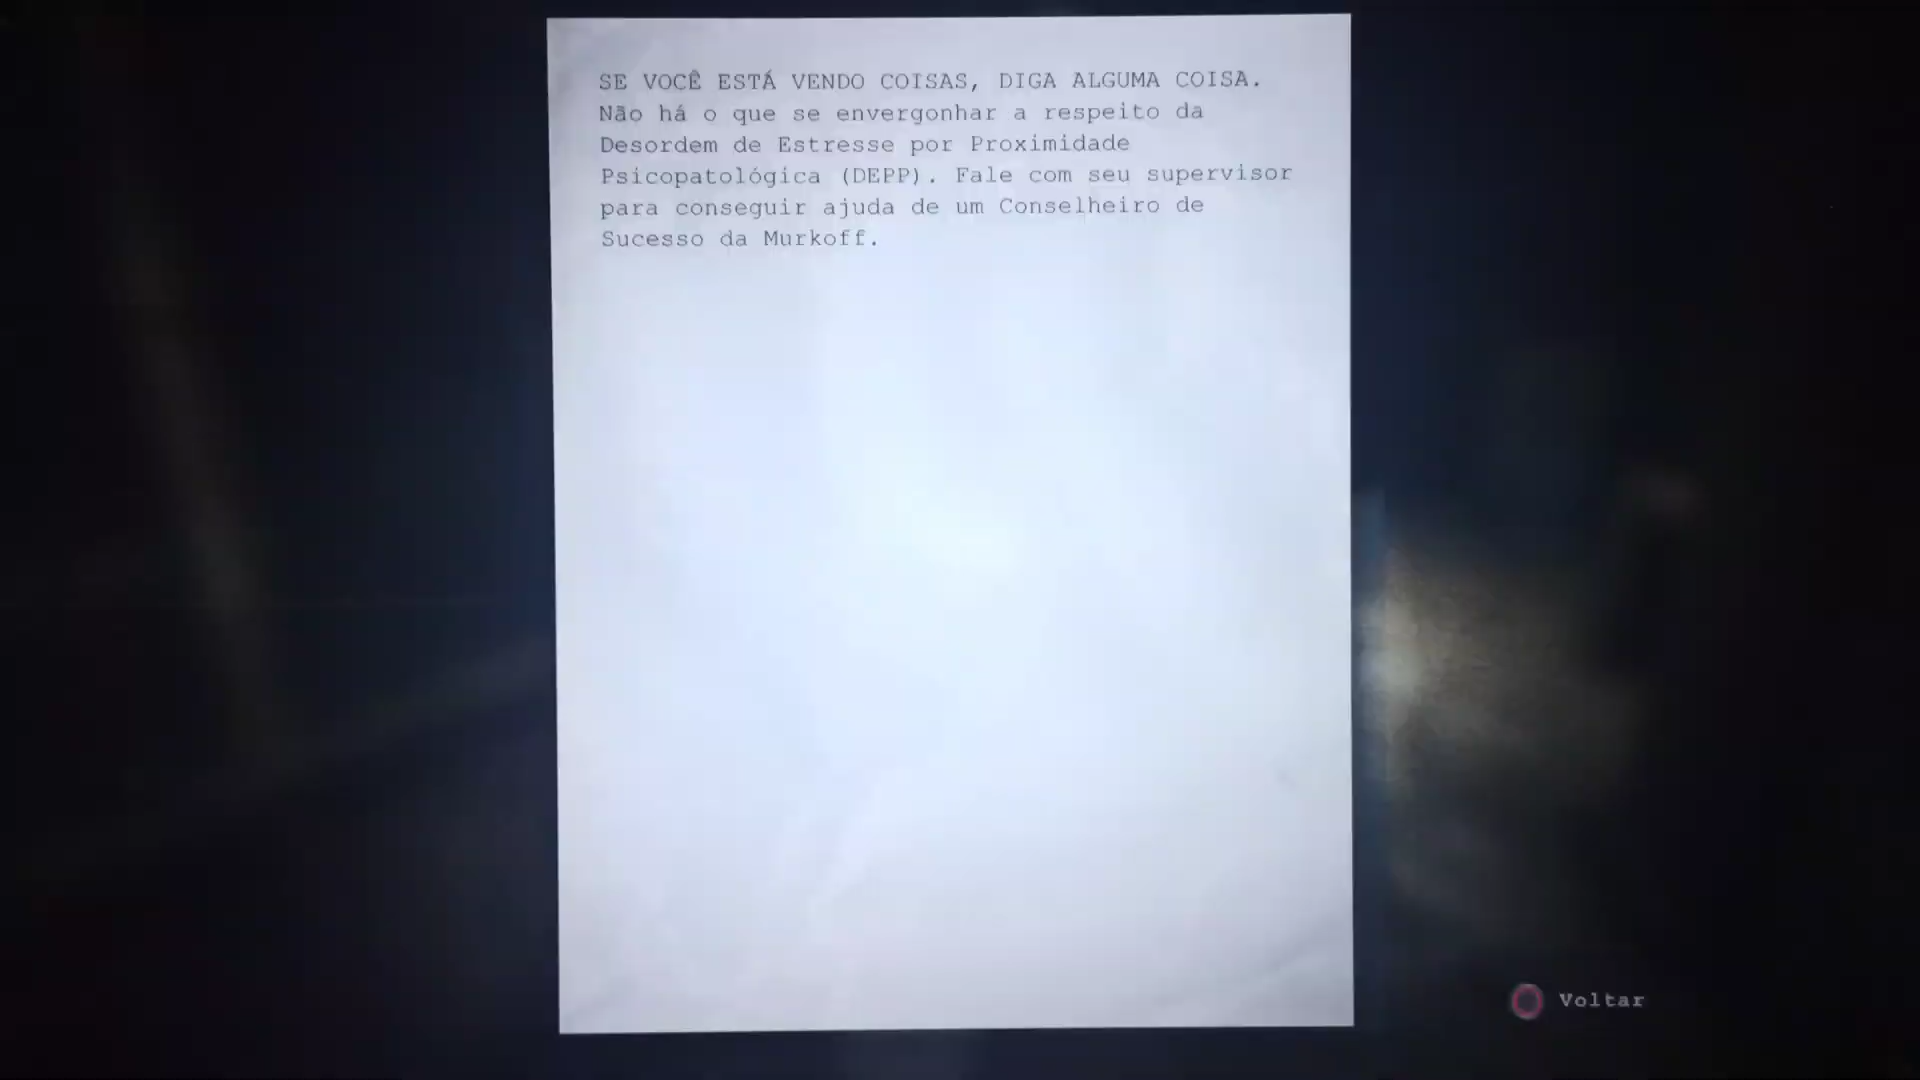 SE VOCÊ ESTÁ VENDO COISAS, DIGA ALGUMA COISA.
Não há o que se envergonhar a respeito da
Desordem de Estresse por Proximidade
Psicopatológica (DEPP). Fale com seu supervisor
para conseguir ajuda de um Conselheiro de
Sucesso da Murkoff.
Voltar